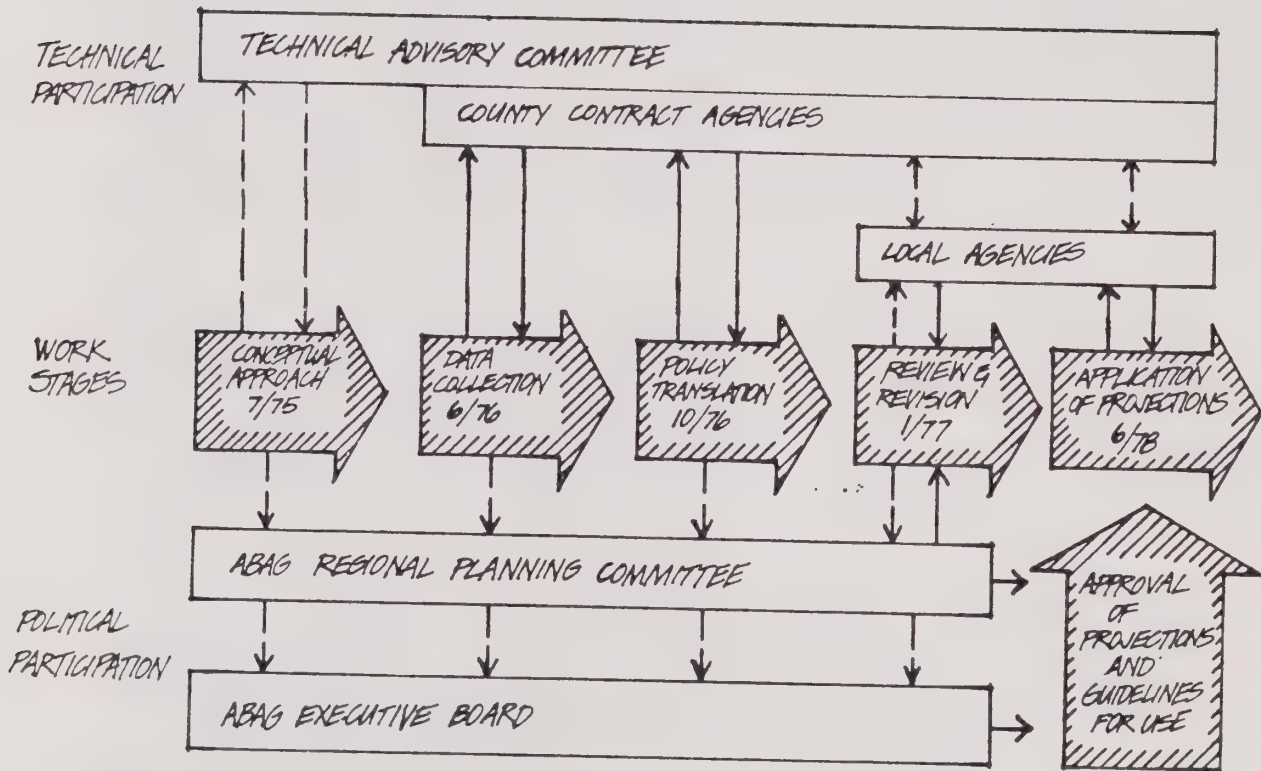 TECHNICAL
PARTICIPATION
TECHNICAL ADVISORY COMMITTEE
COUNTY CONTRACT AGENCIES
LOCAL AGENCIES
WORK
STAGES
CONCEPTUAL
APPROACH
7/75
DATA
COLLECTION
6/76
POLICY
TRANSLATION
10/76
REVIEW &
REVISION
1/77
APPLICATION
OF PROJECTIONS
6/78
ABAG REGIONAL PLANNING COMMITTEE
POLITICAL
PARTICIPATION
ABAG EXECUTIVE BOARD
APPROVAL
OF
PROJECTIONS
AND
GUIDELINES
FOR USE